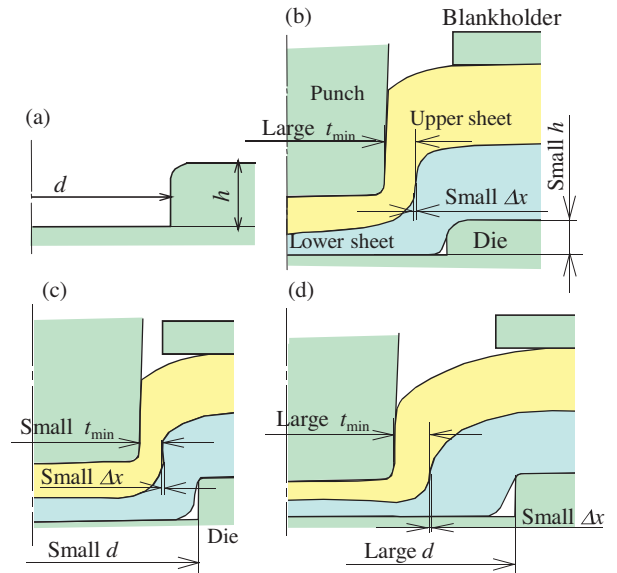 (a)
d
h
(b)
Blankholder
Punch
Large t_min
Upper sheet
Small h
Small Δx
Lower sheet
Die
(c)
Small t_min
Small Δx
Die
Small d
(d)
Large t_min
Small Δx
Large d